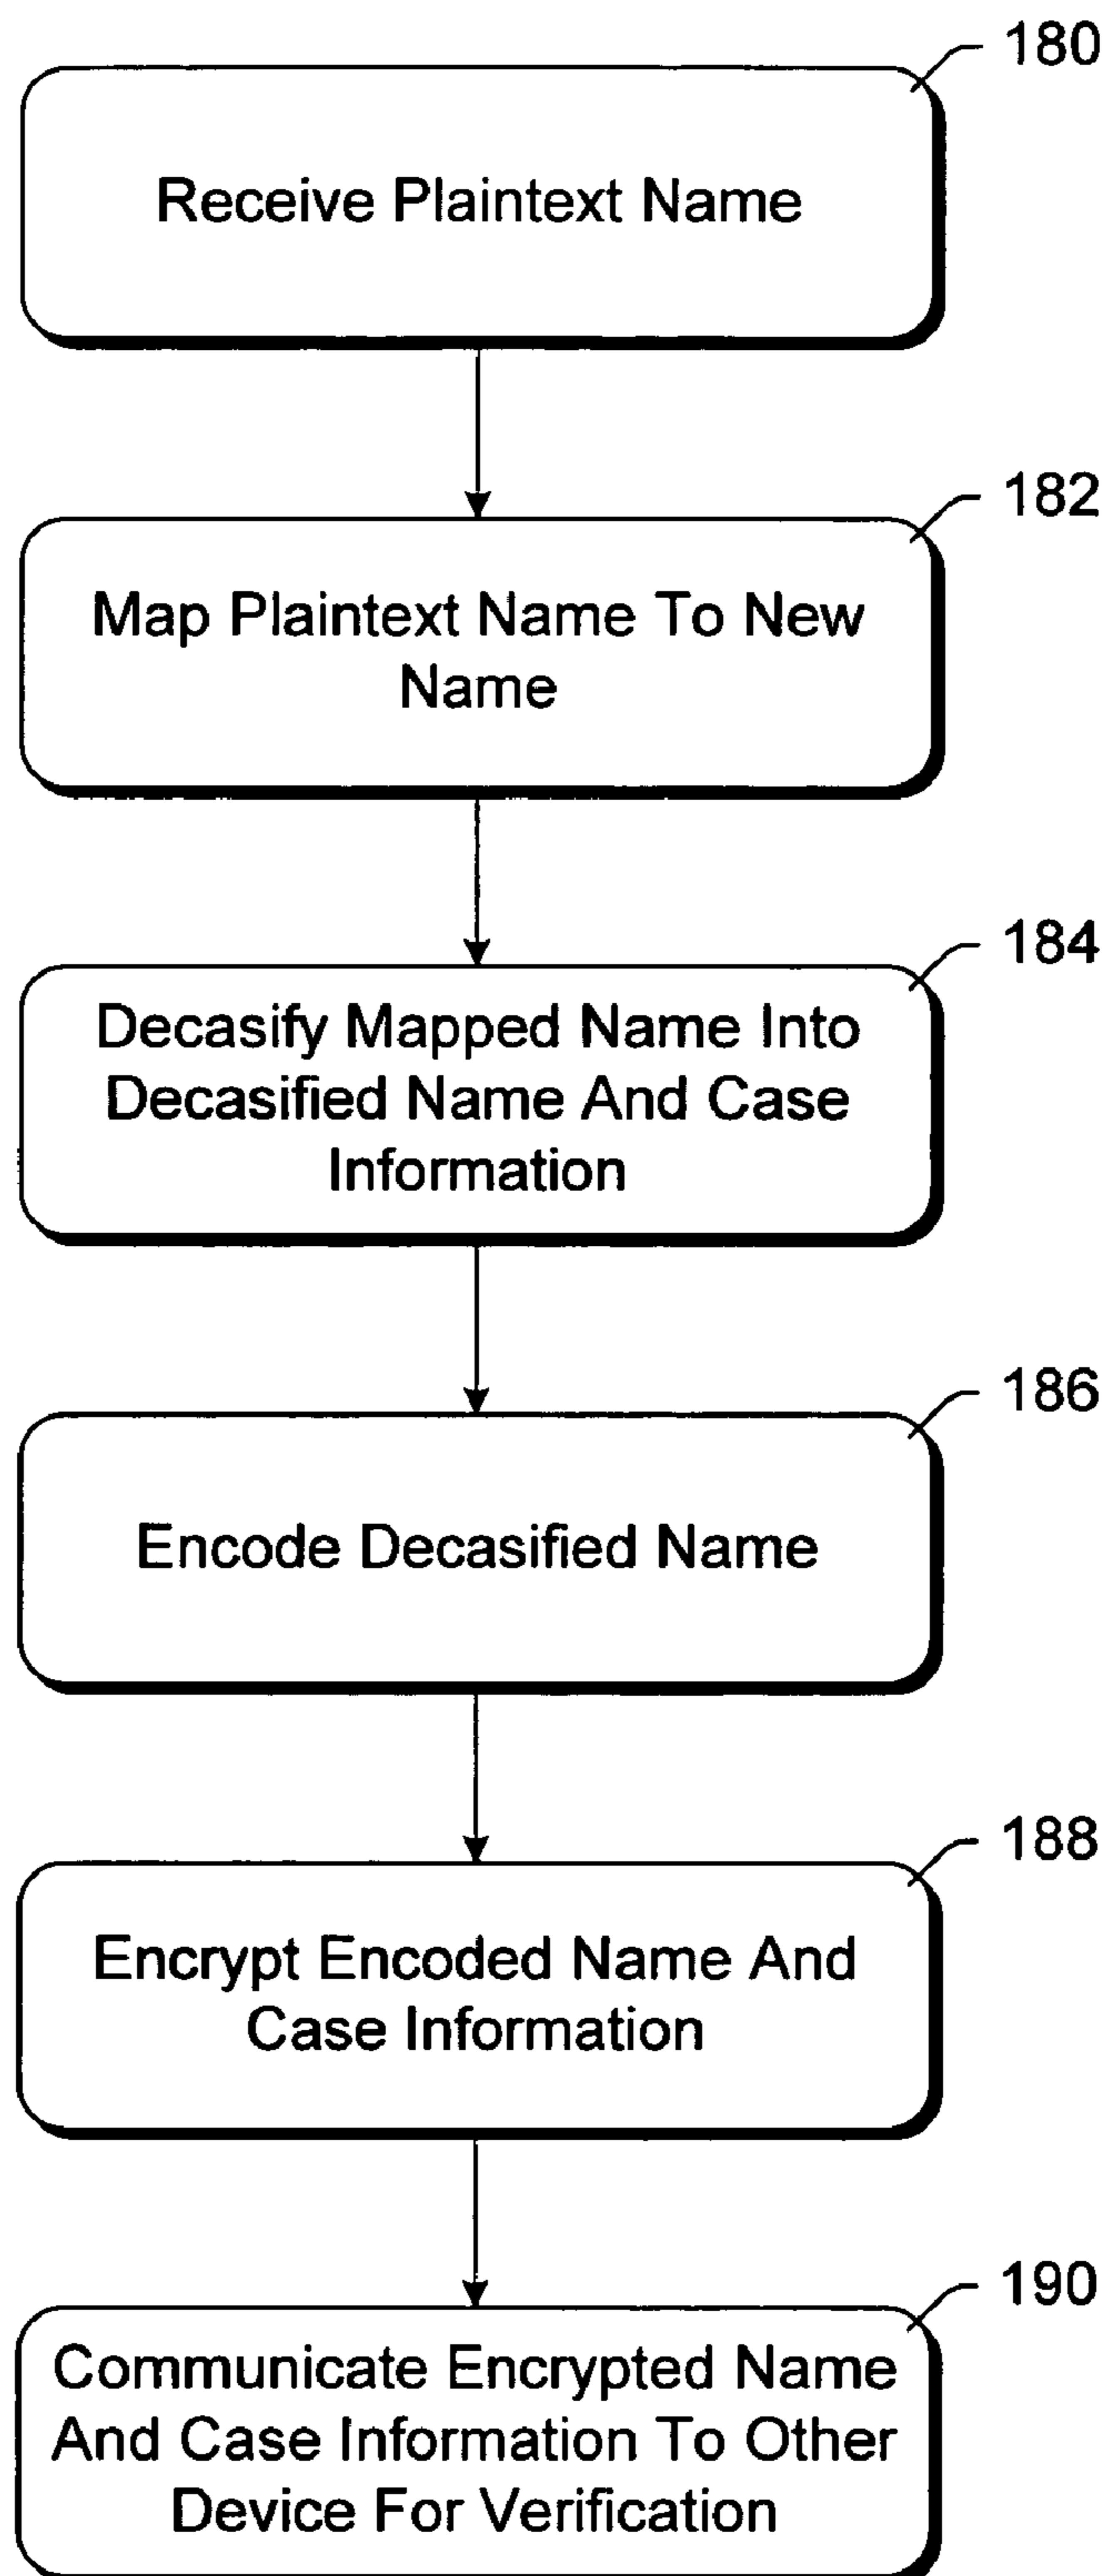 180
Receive Plaintext Name
182
Map Plaintext Name To New
Name
184
Decasify Mapped Name Into
Decasified Name And Case
Information
186
Encode Decasified Name
188
Encrypt Encoded Name And
Case Information
190
Communicate Encrypted Name
And Case Information To Other
Device For Verification